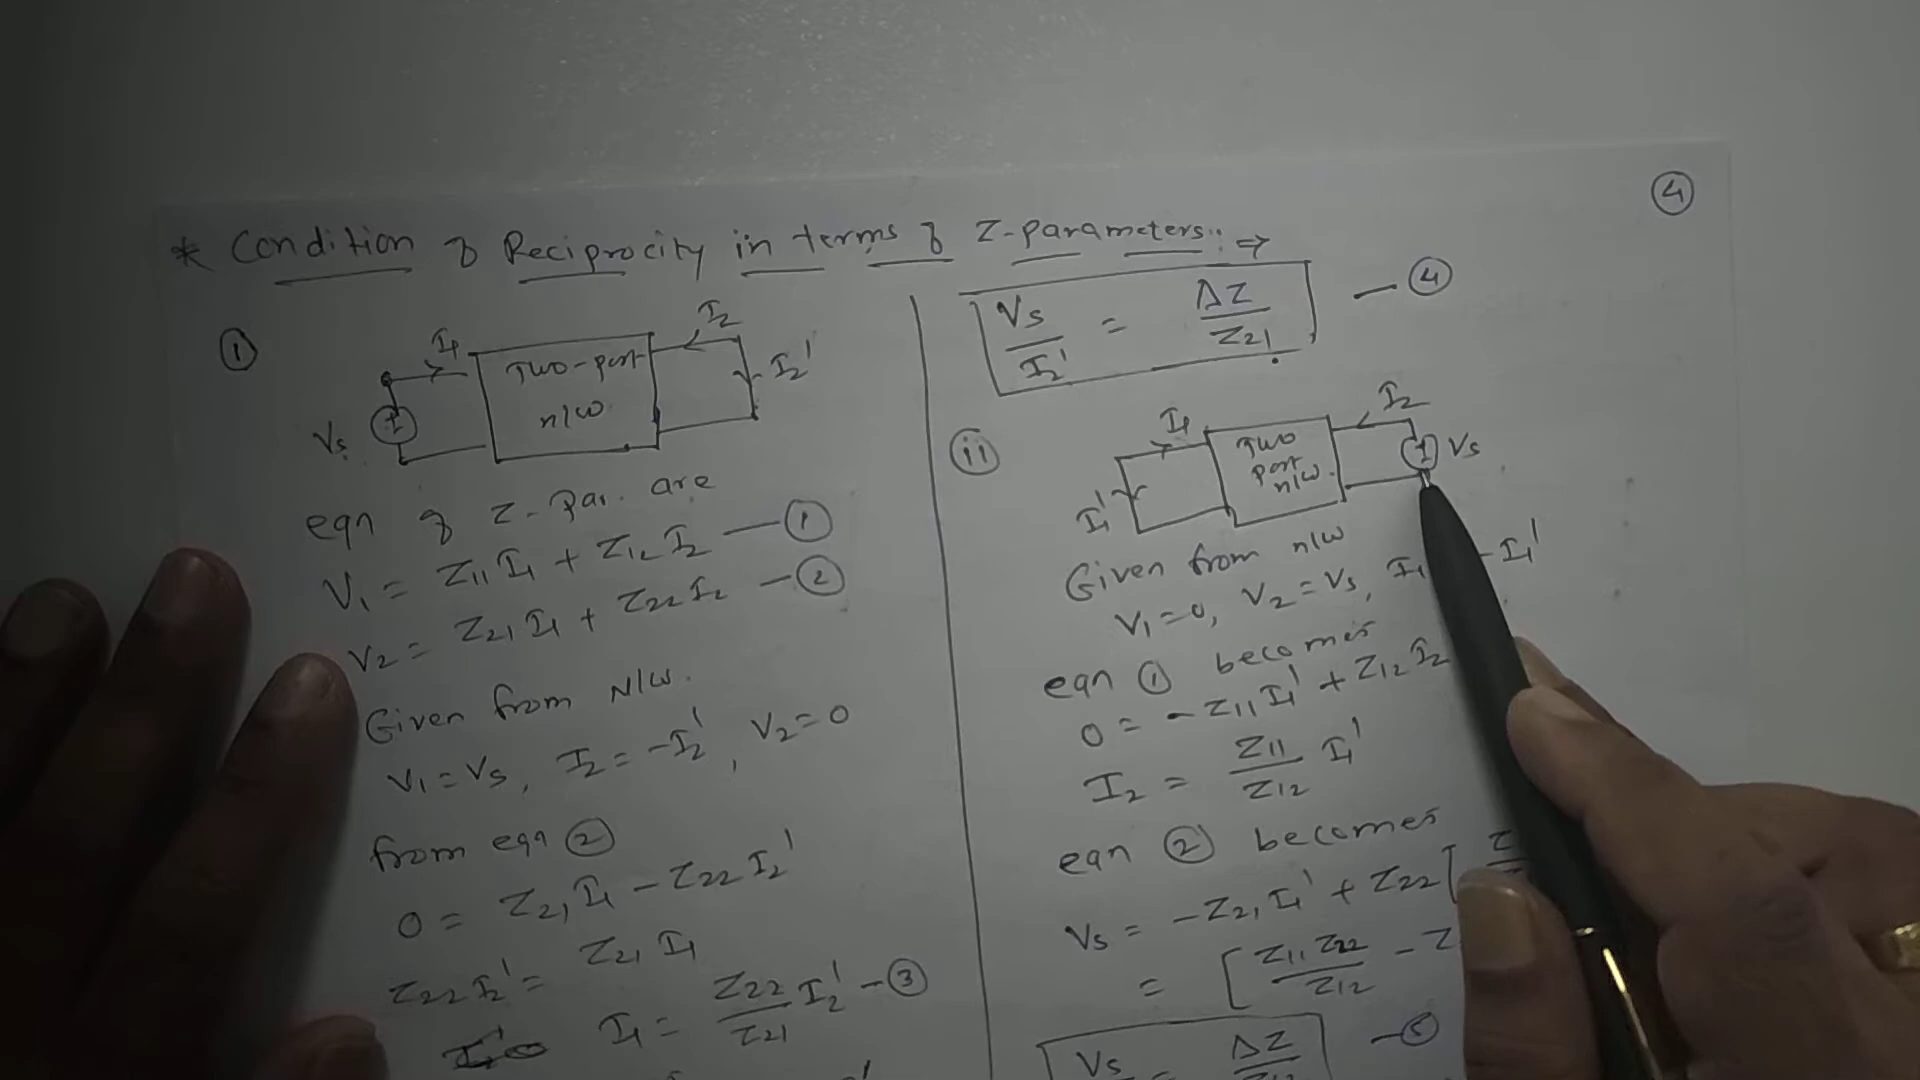 ④
* Condition of Reciprocity in terms of Z-parameters :⇒
①
I1
Two-port n/w
I2
I2'
Vs
eqn of Z-par. are
V1 = Z11 I1 + Z12 I2 —①
V2 = Z21 I1 + Z22 I2 —②
Given from N/W.
V1 = Vs, I2 = -I2', V2 = 0
from eqn ②
0 = Z21 I1 - Z22 I2'
Z22 I2' = Z21 I1
I1 = Z22/Z21 I2' —③
Vs/I2' = ΔZ/Z21 —④
ii
I1
Two port n/w.
I2
Vs
I1'
Given from n/w
V1 = 0, V2 = Vs, I1 -I1'
eqn ① becomes
0 = -Z11 I1' + Z12 I2
I2 = Z11/Z12 I1'
eqn ② becomes
Vs = -Z21 I1' + Z22 [
= [ Z11 Z22/Z12 - Z
Vs ΔZ —⑤